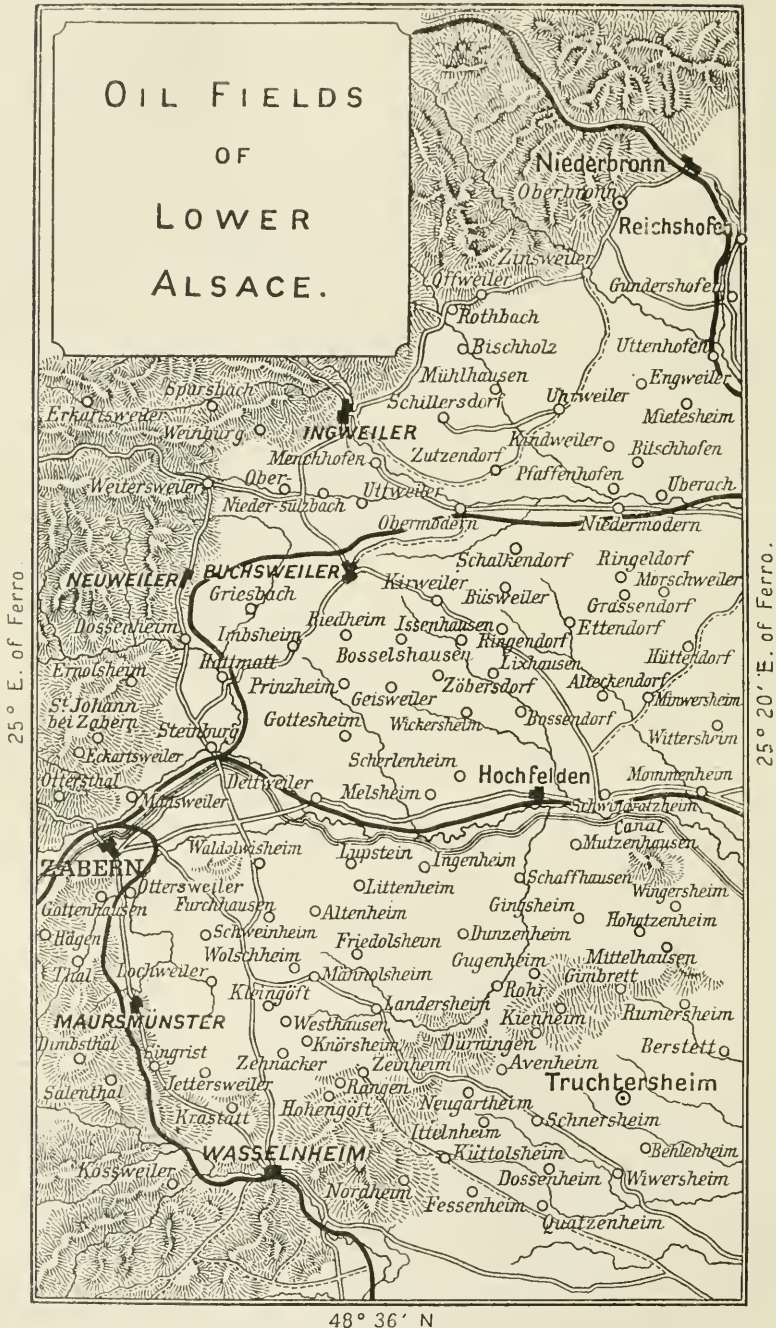 OIL FIELDS
OF
LOWER
ALSACE.
Niederbronn
Oberbronn
Reichshofen
Zinsweiler
Offweiler
Gundershofen
Rothbach
Bischholz
Uttenhofen
Mühlhausen
Engweiler
Sparsbach
Schillersdorf
Uhrweiler
Mietesheim
Erkartsweiler
Weinburg
INGWEILER
Kindweiler
Bitschhofen
Menchhofen
Zutzendorf
Pfaffenhofen
Weitersweiler
Ober-
Uttweiler
Uberach
Nieder-sulzbach
Obermodern
Niedermodern
Schalkendorf
Ringeldorf
NEUWEILER
BUCHSWEILER
Kirweiler
Büsweiler
Morschweiler
Griesbach
Grassendorf
Riedheim
Issenhausen
Ettendorf
Dossenheim
Imbsheim
Bosselshausen
Ringendorf
Hüttendorf
Ernolsheim
Hattmatt
Lixhausen
Prinzheim
Geisweiler
Zöbersdorf
Alteckendorf
Minwersheim
St Johann
bei Zabern
Gottesheim
Wickersheim
Bossendorf
Wittersheim
Steinburg
Eckartsweiler
Scherlenheim
Hochfelden
Ottersthal
Dettweiler
Melsheim
Mommenheim
Monsweiler
Schwindratzheim
Canal
ZABERN
Waldolwisheim
Lupstein
Ingenheim
Mutzenhausen
Ottersweiler
Littenheim
Schaffhausen
Gottenhausen
Furchhausen
Altenheim
Gingsheim
Wingersheim
Hägen
Schweinheim
Dunzenheim
Hohatzenheim
Wolschheim
Friedolsheim
Mittelhausen
Thal
Lochweiler
Männolsheim
Gugenheim
Gimbrett
Kleingöft
Rohr
MAURSMÜNSTER
Westhausen
Landersheim
Kienheim
Rumersheim
Dimbsthal
Knörsheim
Dürningen
Berstett
Singrist
Zehnacker
Zeinheim
Avenheim
Salenthal
Jettersweiler
Rangen
Truchtersheim
Krastatt
Hohengöft
Neugartheim
Schnersheim
Ittelnheim
WASSELNHEIM
Küttolsheim
Behlenheim
Kossweiler
Nordheim
Dossenheim
Wiwersheim
Fessenheim
Quatzenheim
25° E. of Ferro.
25° 20′ E. of Ferro.
48° 36′ N